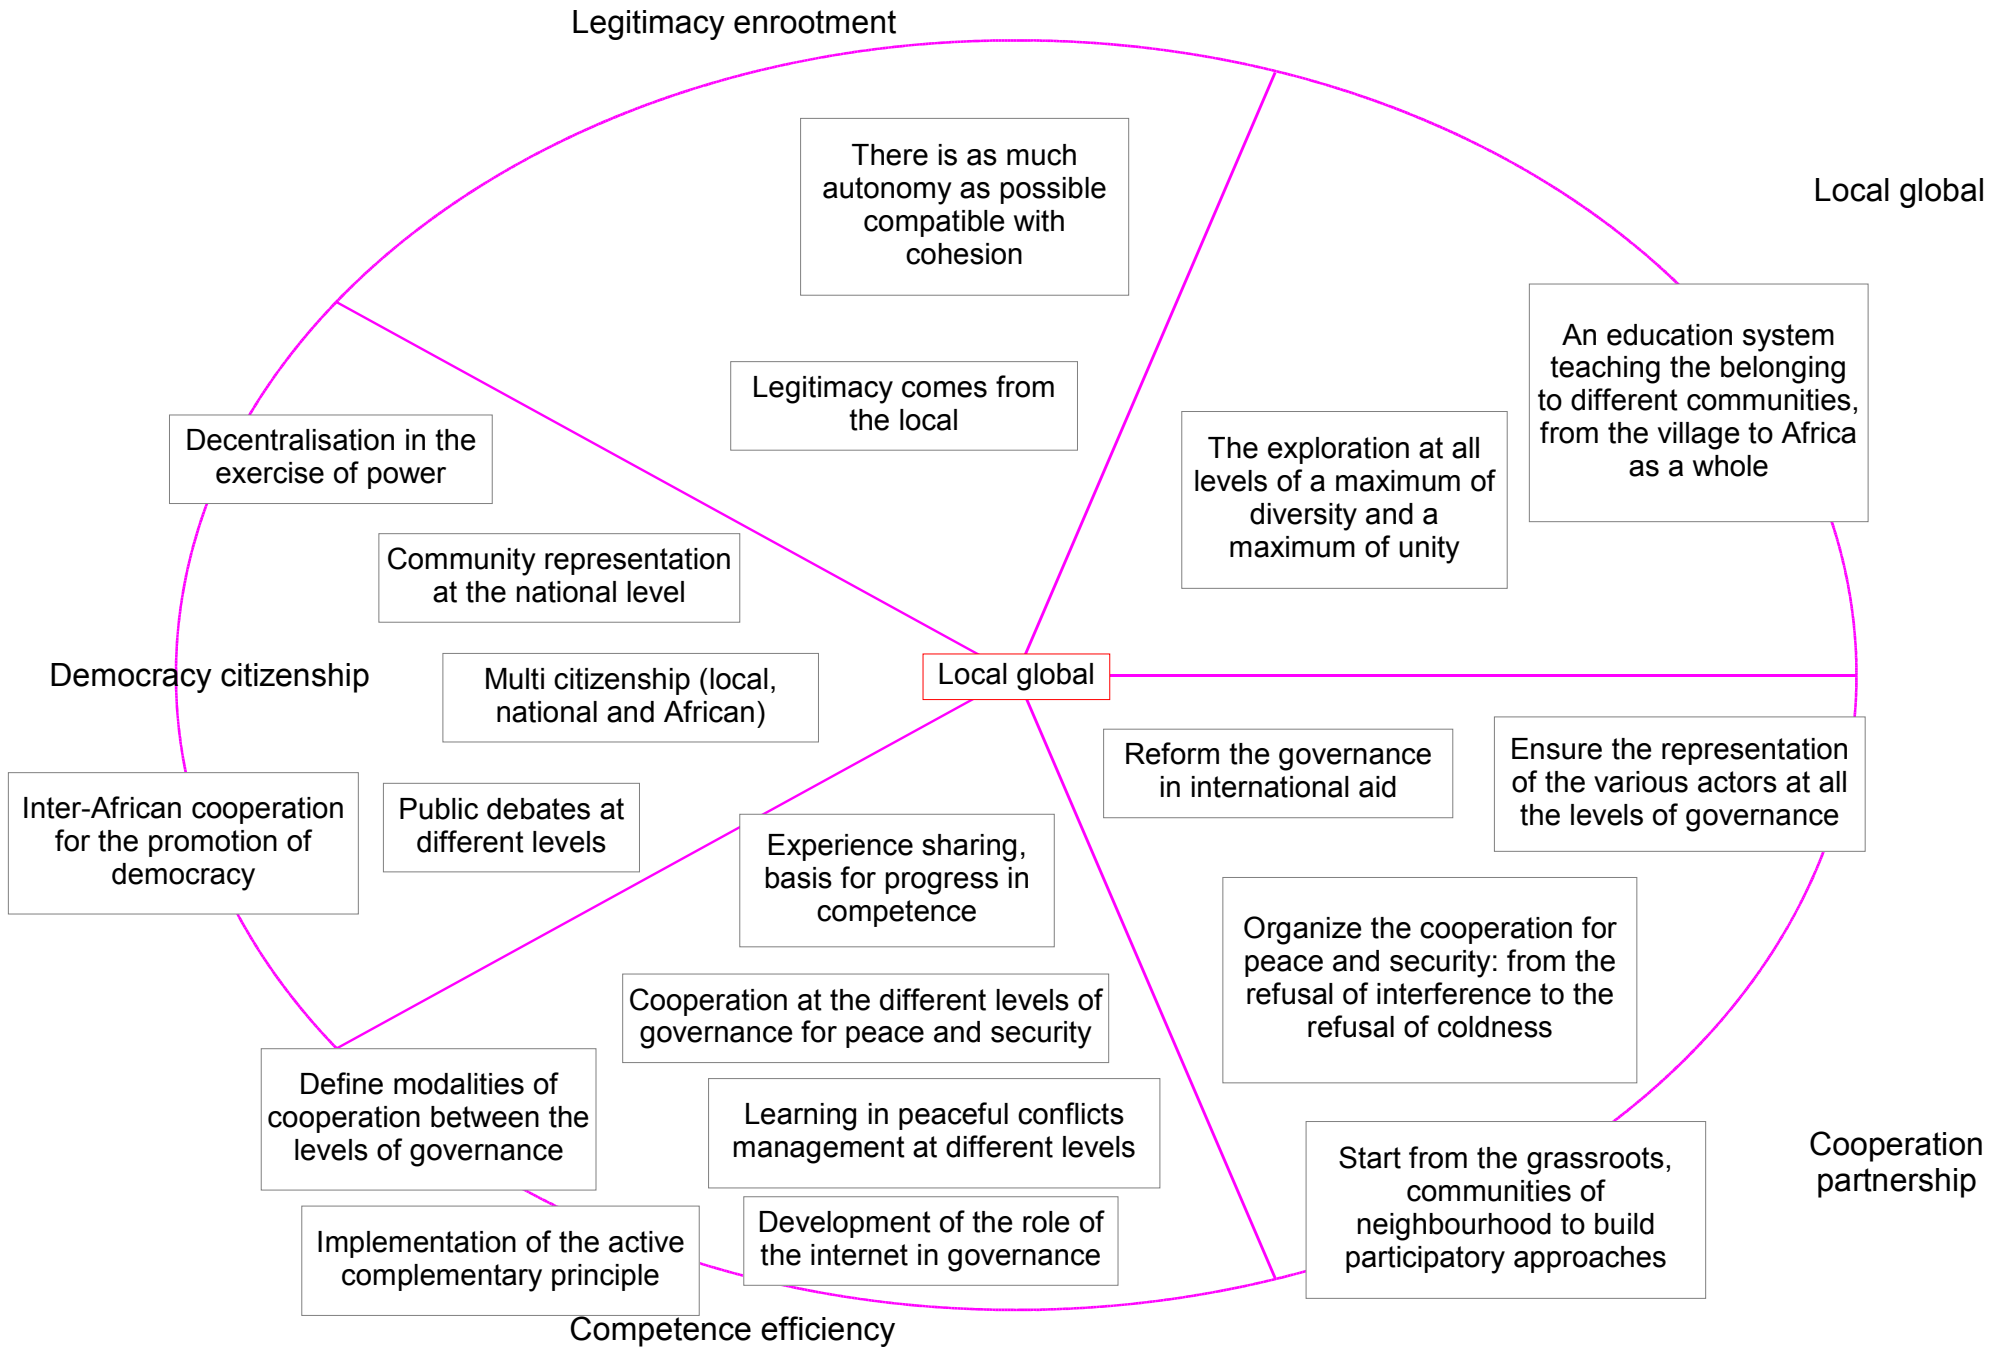 Legitimacy enrootment
There is as much
autonomy as possible
compatible with
cohesion
Local global
An education system
teaching the belonging
to different communities,
from the village to Africa
as a whole
Legitimacy comes from
the local
The exploration at all
levels of a maximum of
diversity and a
maximum of unity
Decentralisation in the
exercise of power
Community representation
at the national level
Democracy citizenship
Multi citizenship (local,
national and African)
Local global
Inter-African cooperation
for the promotion of
democracy
Public debates at
different levels
Reform the governance
in international aid
Ensure the representation
of the various actors at all
the levels of governance
Experience sharing,
basis for progress in
competence
Organize the cooperation for
peace and security: from the
refusal of interference to the
refusal of coldness
Cooperation at the different levels of
governance for peace and security
Define modalities of
cooperation between the
levels of governance
Learning in peaceful conflicts
management at different levels
Start from the grassroots,
communities of
neighbourhood to build
participatory approaches
Cooperation
partnership
Implementation of the active
complementary principle
Development of the role of
the internet in governance
Competence efficiency